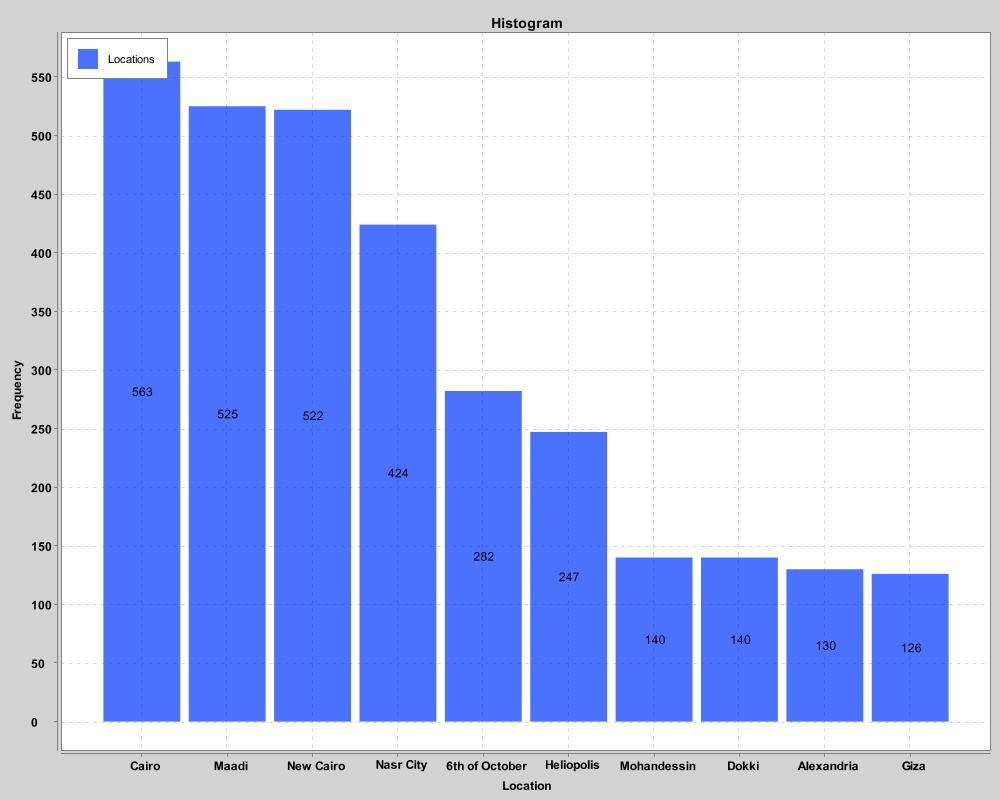 Histogram
Locations
Frequency
550
500
450
400
350
300
250
200
150
100
50
0
563
525
522
424
282
247
140
140
130
126
Cairo
Maadi
New Cairo
Nasr City
6th of October
Heliopolis
Mohandessin
Dokki
Alexandria
Giza
Location